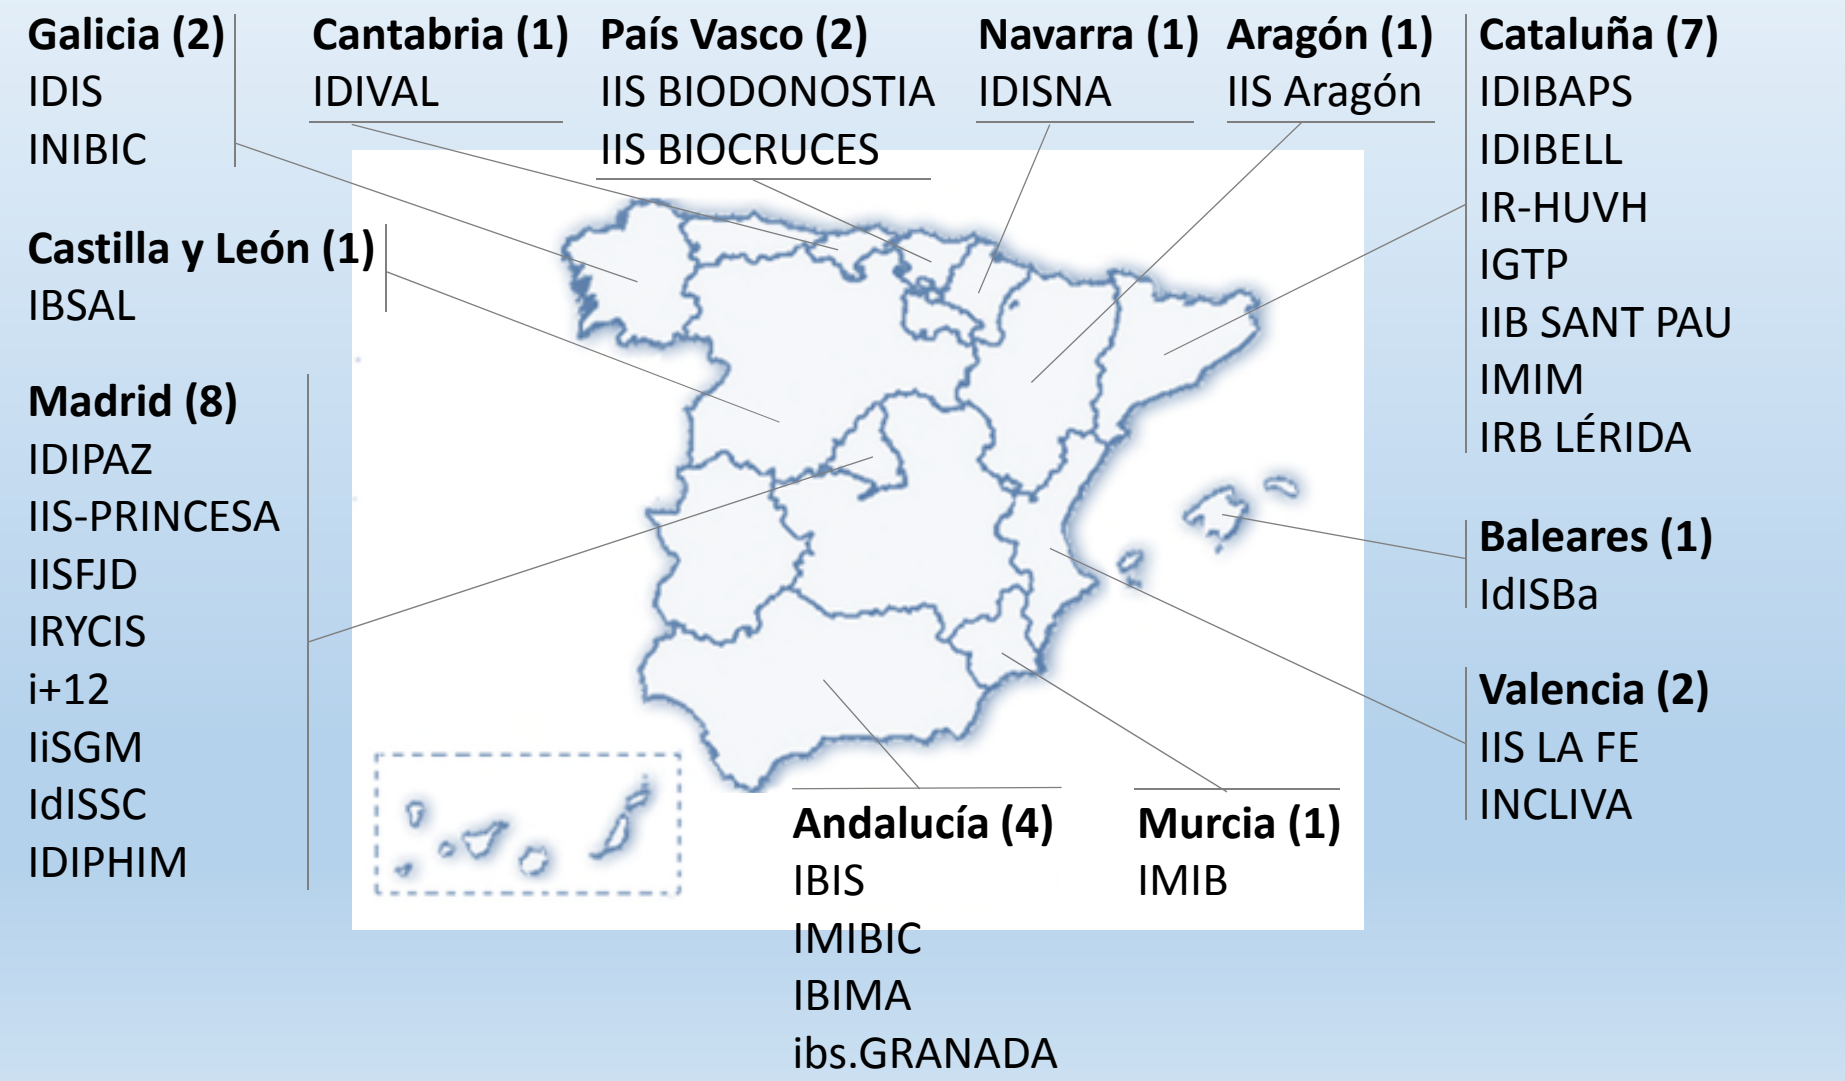 Galicia (2)
IDIS
INIBIC
Cantabria (1)
IDIVAL
País Vasco (2)
IIS BIODONOSTIA
IIS BIOCRUCES
Navarra (1)
IDISNA
Aragón (1)
IIS Aragón
Cataluña (7)
IDIBAPS
IDIBELL
IR-HUVH
IGTP
IIB SANT PAU
IMIM
IRB LÉRIDA
Castilla y León (1)
IBSAL
Madrid (8)
IDIPAZ
IIS-PRINCESA
IISFJD
IRYCIS
i+12
IiSGM
IdISSC
IDIPHIM
Baleares (1)
IdISBa
Valencia (2)
IIS LA FE
INCLIVA
Andalucía (4)
IBIS
IMIBIC
IBIMA
ibs.GRANADA
Murcia (1)
IMIB